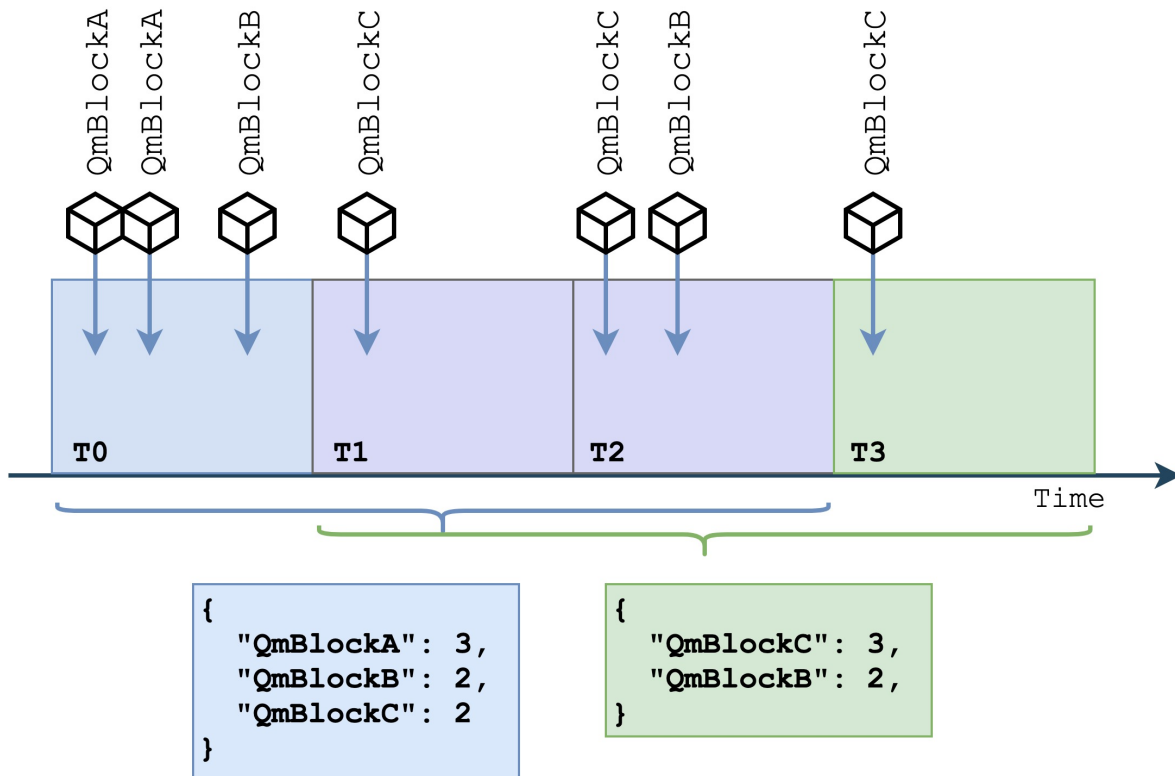 QmBlockA
QmBlockA
QmBlockB
QmBlockC
QmBlockC
QmBlockB
QmBlockC
T0
T1
T2
T3
Time
{
"QmBlockA": 3,
"QmBlockB": 2,
"QmBlockC": 2
}
{
"QmBlockC": 3,
"QmBlockB": 2,
}